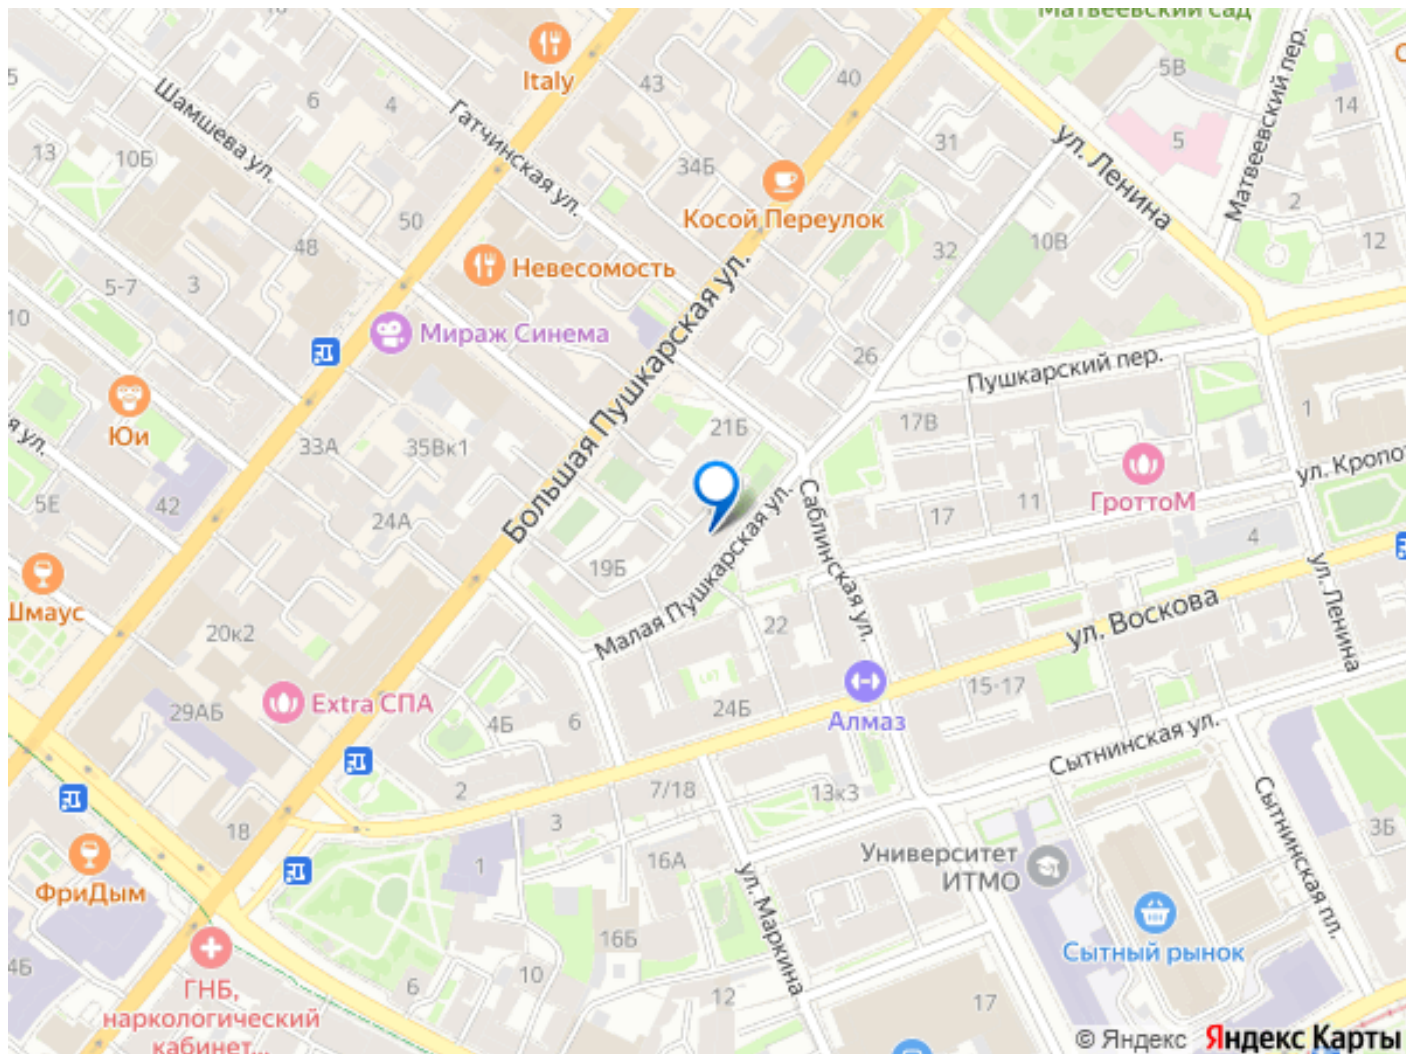 Матвеевский сад
Italy
43
40
5В
5
Шамшева ул.
6
4
Гатчинская ул.
14
Матвеевский пер.
13
10Б
34Б
31
5
ул. Ленина
50
Косой Переулок
2
48
Невесомость
32
10В
12
5-7
3
10
Мираж Синема
Большая Пушкарская ул.
26
Пушкарский пер.
Юи
33А
35Вк1
21Б
17В
1
я ул.
ул. Кропот
5Е
42
24А
ГроттоМ
11
17
4
Саблинская ул.
Малая Пушкарская ул.
19Б
Шмаус
20к2
22
ул. Воскова
ул. Ленина
29АБ
Extra СПА
4Б
6
24Б
Алмаз
15-17
Сытнинская ул.
2
7/18
13к3
18
3
1
16А
Университет
ИТМО
Сытнинская пл.
3Б
ФриДым
ул. Маркина
16Б
Сытный рынок
4Б
10
6
12
17
ГНБ,
наркологический
кабинет...
© Яндекс Яндекс Карты